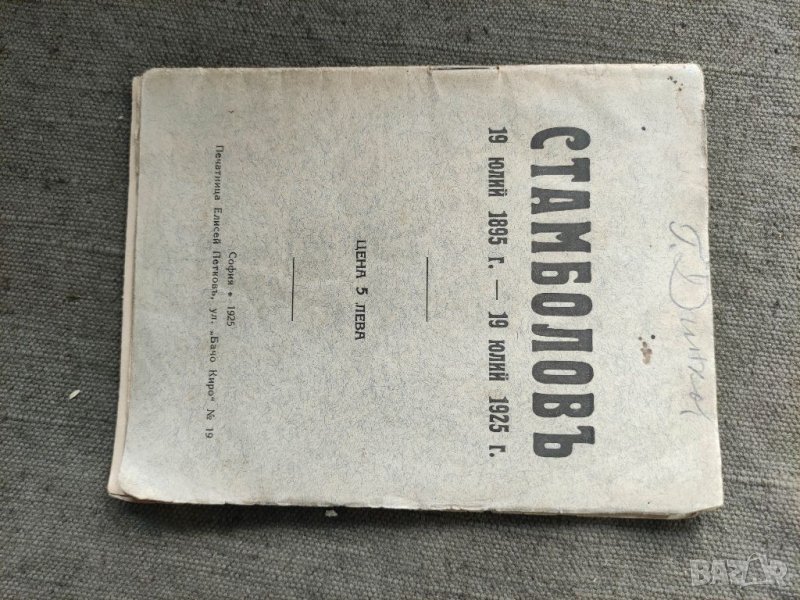 СТАМБОЛОВЪ
19 ЮЛИЙ 1895 г. — 19 ЮЛИЙ 1925 г.
ЦЕНА 5 ЛЕВА
София * 1925
Печатница Елисей Петковъ, ул. „Бачо Киро“ № 19
BAZAR